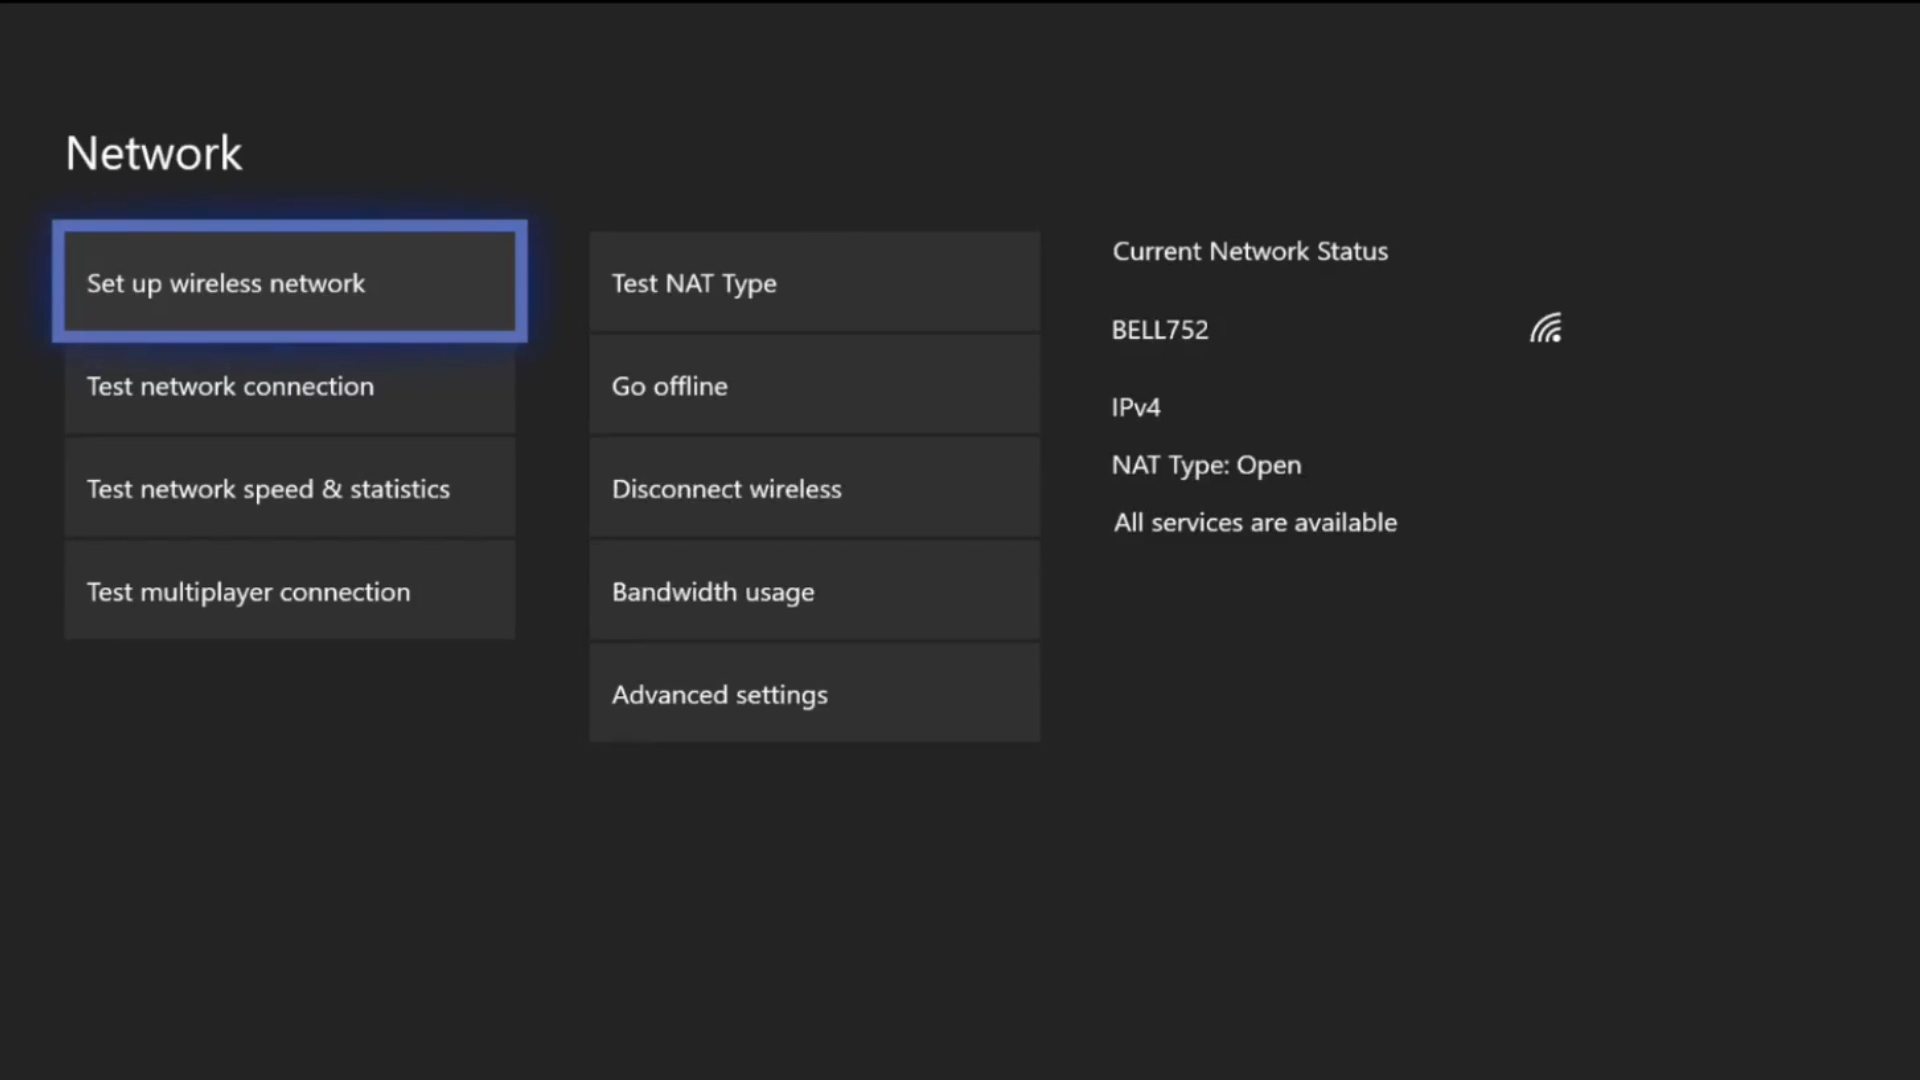 Network
Set up wireless network
Test network connection
Test network speed & statistics
Test multiplayer connection
Test NAT Type
Go offline
Disconnect wireless
Bandwidth usage
Advanced settings
Current Network Status
BELL752
IPv4
NAT Type: Open
All services are available